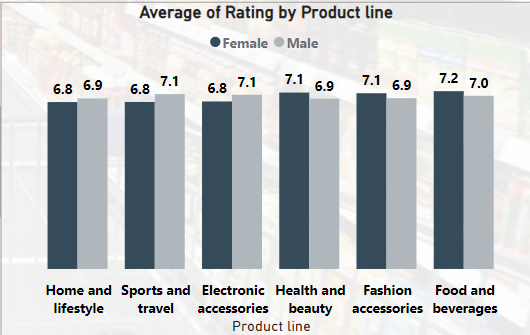 Average of Rating by Product line
Female Male
6.8 6.9 6.8 7.1 6.8 7.1 7.1 6.9 7.1 6.9 7.2 7.0
Home and lifestyle
Sports and travel
Electronic accessories
Health and beauty
Fashion accessories
Food and beverages
Product line